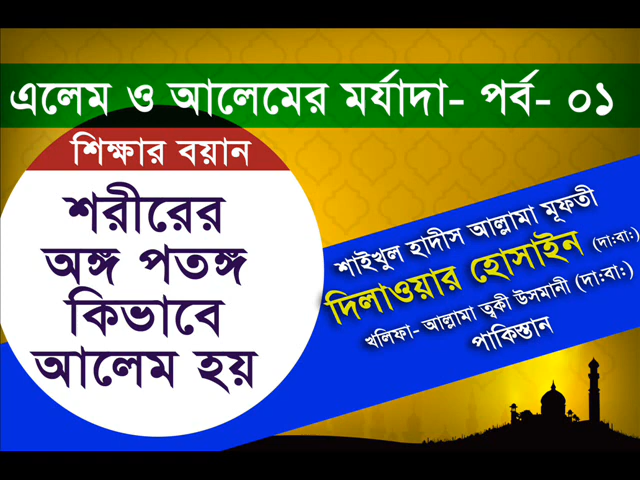 এলেম ও আলেমের মর্যাদা- পর্ব- ০১
শিক্ষার বয়ান
শরীরের
অঙ্গ পতঙ্গ
কিভাবে
আলেম হয়
শাইখুল হাদীস আল্লামা মূফতী
দিলাওয়ার হোসাইন (দা:বা:)
খলিফা- আল্লামা ত্বকী উসমানী (দা:বা:)
পাকিস্তান